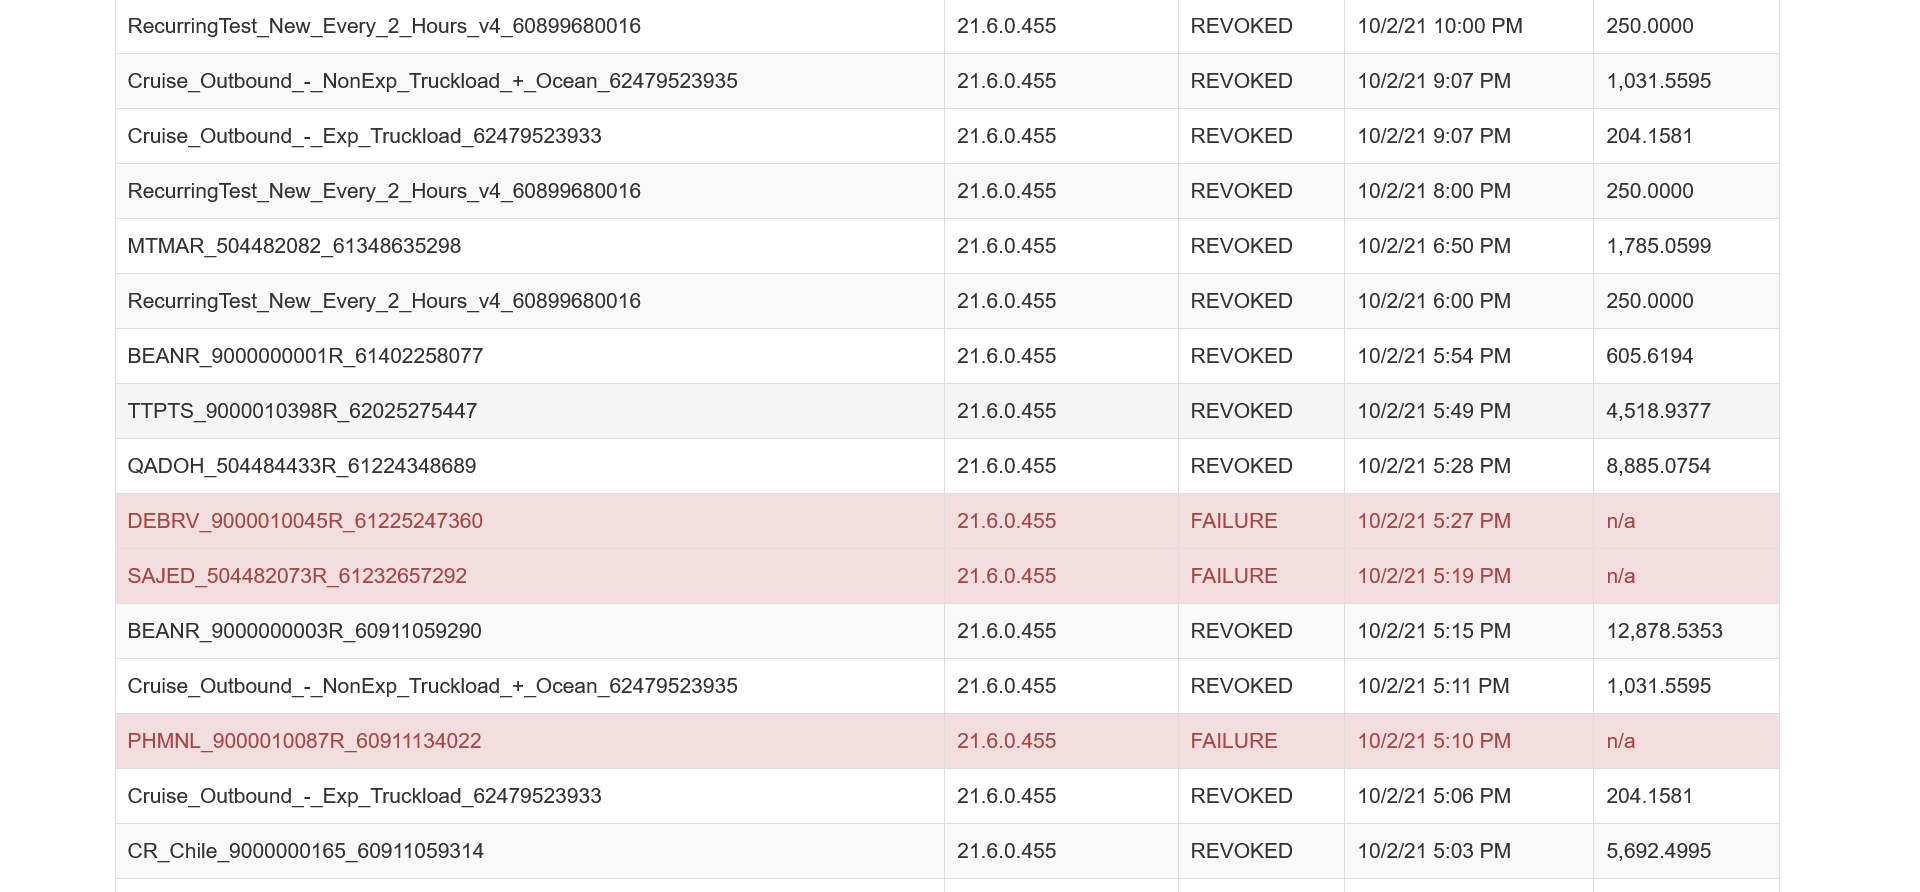 RecurringTest_New_Every_2_Hours_v4_60899680016 21.6.0.455 REVOKED 10/2/21 10:00 PM 250.0000
Cruise_Outbound_-_NonExp_Truckload_+_Ocean_62479523935 21.6.0.455 REVOKED 10/2/21 9:07 PM 1,031.5595
Cruise_Outbound_-_Exp_Truckload_62479523933 21.6.0.455 REVOKED 10/2/21 9:07 PM 204.1581
RecurringTest_New_Every_2_Hours_v4_60899680016 21.6.0.455 REVOKED 10/2/21 8:00 PM 250.0000
MTMAR_504482082_61348635298 21.6.0.455 REVOKED 10/2/21 6:50 PM 1,785.0599
RecurringTest_New_Every_2_Hours_v4_60899680016 21.6.0.455 REVOKED 10/2/21 6:00 PM 250.0000
BEANR_9000000001R_61402258077 21.6.0.455 REVOKED 10/2/21 5:54 PM 605.6194
TTPTS_9000010398R_62025275447 21.6.0.455 REVOKED 10/2/21 5:49 PM 4,518.9377
QADOH_504484433R_61224348689 21.6.0.455 REVOKED 10/2/21 5:28 PM 8,885.0754
DEBRV_9000010045R_61225247360 21.6.0.455 FAILURE 10/2/21 5:27 PM n/a
SAJED_504482073R_61232657292 21.6.0.455 FAILURE 10/2/21 5:19 PM n/a
BEANR_9000000003R_60911059290 21.6.0.455 REVOKED 10/2/21 5:15 PM 12,878.5353
Cruise_Outbound_-_NonExp_Truckload_+_Ocean_62479523935 21.6.0.455 REVOKED 10/2/21 5:11 PM 1,031.5595
PHMNL_9000010087R_60911134022 21.6.0.455 FAILURE 10/2/21 5:10 PM n/a
Cruise_Outbound_-_Exp_Truckload_62479523933 21.6.0.455 REVOKED 10/2/21 5:06 PM 204.1581
CR_Chile_9000000165_60911059314 21.6.0.455 REVOKED 10/2/21 5:03 PM 5,692.4995